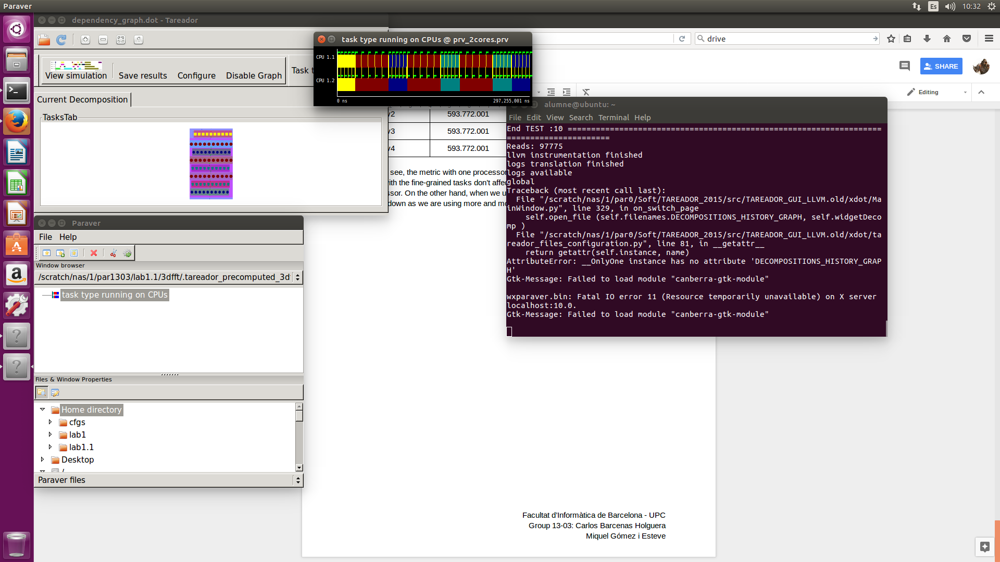 Paraver
Es
10:32
dependency_graph.dot - Tareador
View simulation
Save results
Configure
Disable Graph
Task t
Current Decomposition
TasksTab
task type running on CPUs @ prv_2cores.prv
CPU 1.1
CPU 1.2
0 ns
297,255,001 ns
drive
SHARE
Editing
v2
593.772.001
v3
593.772.001
v4
593.772.001
see, the metric with one processor
with the fine-grained tasks don't affec
ssor. On the other hand, when we u
down as we are using more and mo
alumne@ubuntu: ~
File Edit View Search Terminal Help
End TEST :10 ===================================================================
======================
Reads: 97775
llvm instrumentation finished
logs translation finished
logs available
global
Traceback (most recent call last):
File "/scratch/nas/1/par0/Soft/TAREADOR_2015/src/TAREADOR_GUI_LLVM.old/xdot/Ma
inWindow.py", line 329, in on_switch_page
self.open_file (self.filenames.DECOMPOSITIONS_HISTORY_GRAPH, self.widgetDeco
mp )
File "/scratch/nas/1/par0/Soft/TAREADOR_2015/src/TAREADOR_GUI_LLVM.old/xdot/ta
reador_files_configuration.py", line 81, in __getattr__
return getattr(self.instance, name)
AttributeError: __OnlyOne instance has no attribute 'DECOMPOSITIONS_HISTORY_GRAP
H'
Gtk-Message: Failed to load module "canberra-gtk-module"
wxparaver.bin: Fatal IO error 11 (Resource temporarily unavailable) on X server
localhost:10.0.
Gtk-Message: Failed to load module "canberra-gtk-module"
Paraver
File Help
Window browser
/scratch/nas/1/par1303/lab1.1/3dfft/.tareador_precomputed_3d
task type running on CPUs
Files & Window Properties
Home directory
cfgs
lab1
lab1.1
Desktop
/
Paraver files
Facultat d'Informàtica de Barcelona - UPC
Group 13-03: Carlos Barcenas Holguera
Miquel Gómez i Esteve